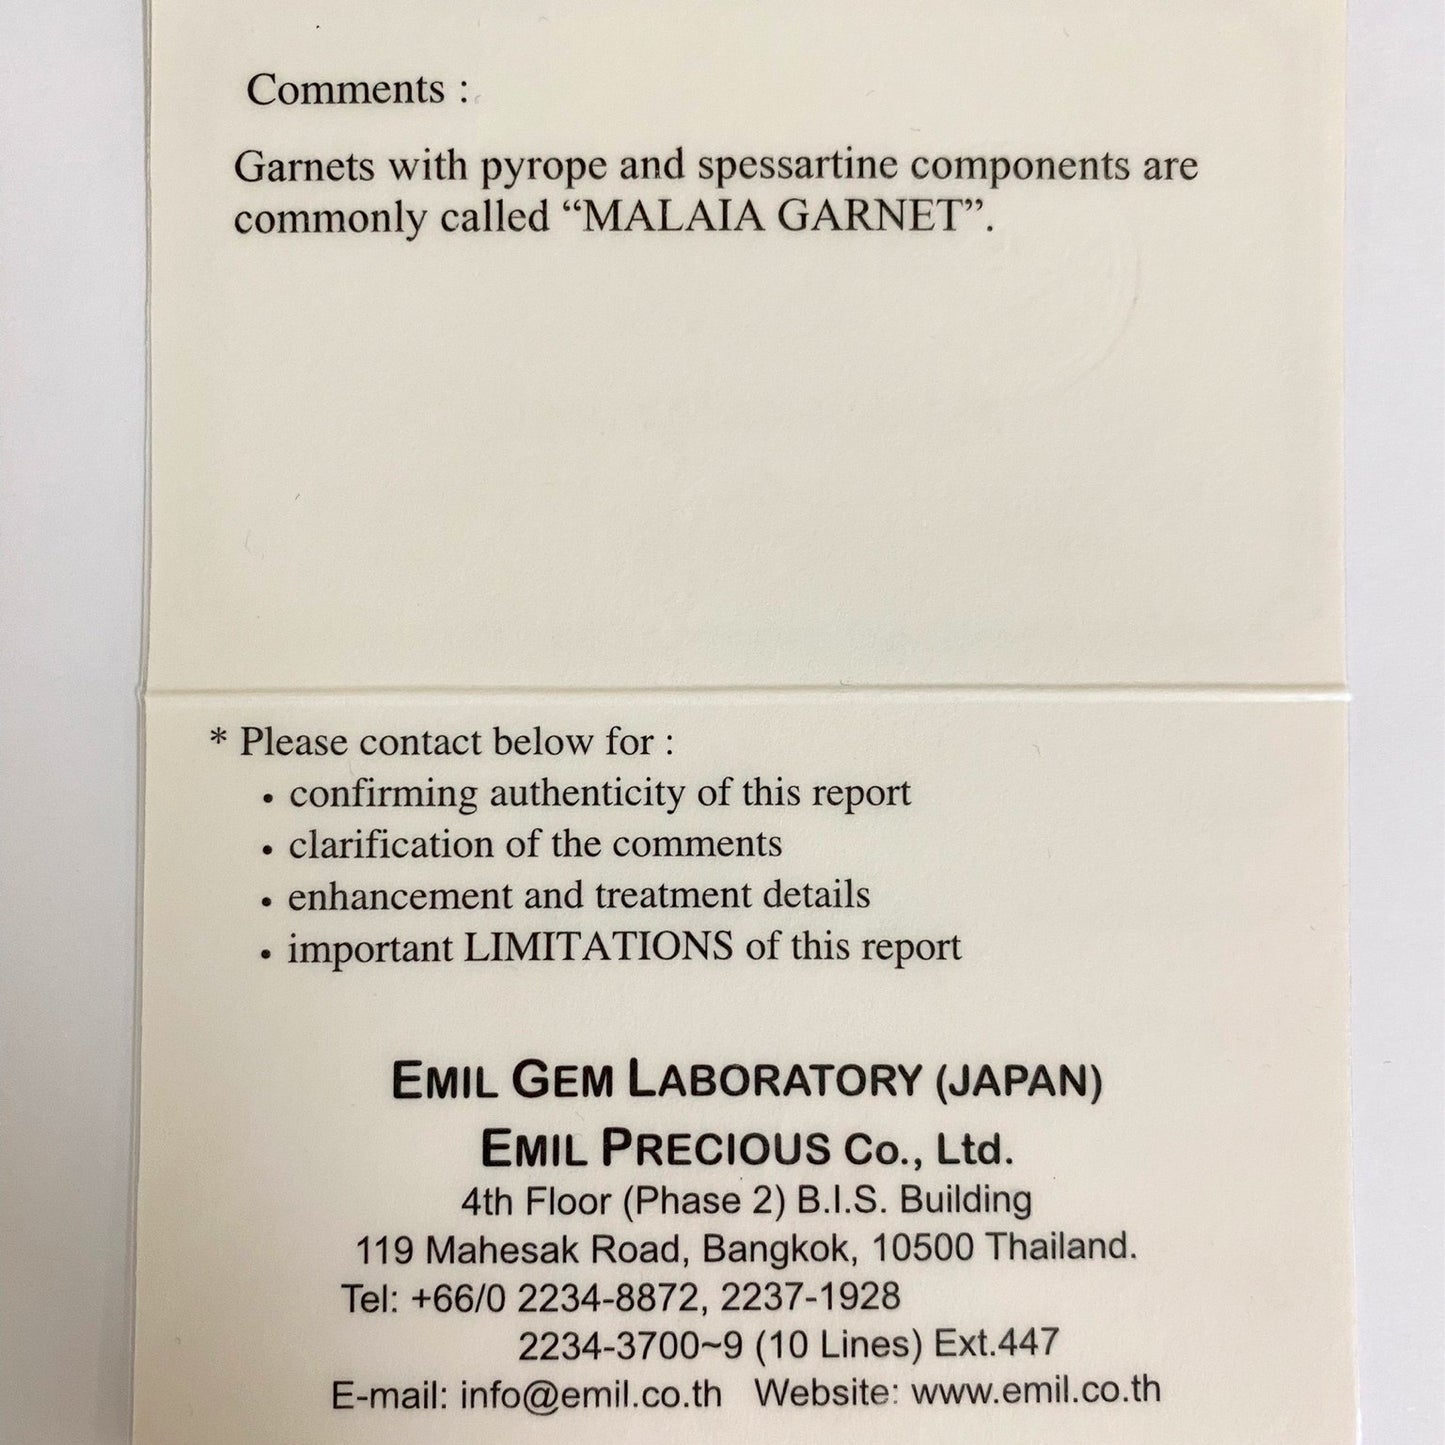 Comments :
Garnets with pyrope and spessartine components are
commonly called “MALAIA GARNET”.
* Please contact below for :
• confirming authenticity of this report
• clarification of the comments
• enhancement and treatment details
• important LIMITATIONS of this report
EMIL GEM LABORATORY (JAPAN)
EMIL PRECIOUS Co., Ltd.
4th Floor (Phase 2) B.I.S. Building
119 Mahesak Road, Bangkok, 10500 Thailand.
Tel: +66/0 2234-8872, 2237-1928
2234-3700~9 (10 Lines) Ext.447
E-mail: info@emil.co.th Website: www.emil.co.th